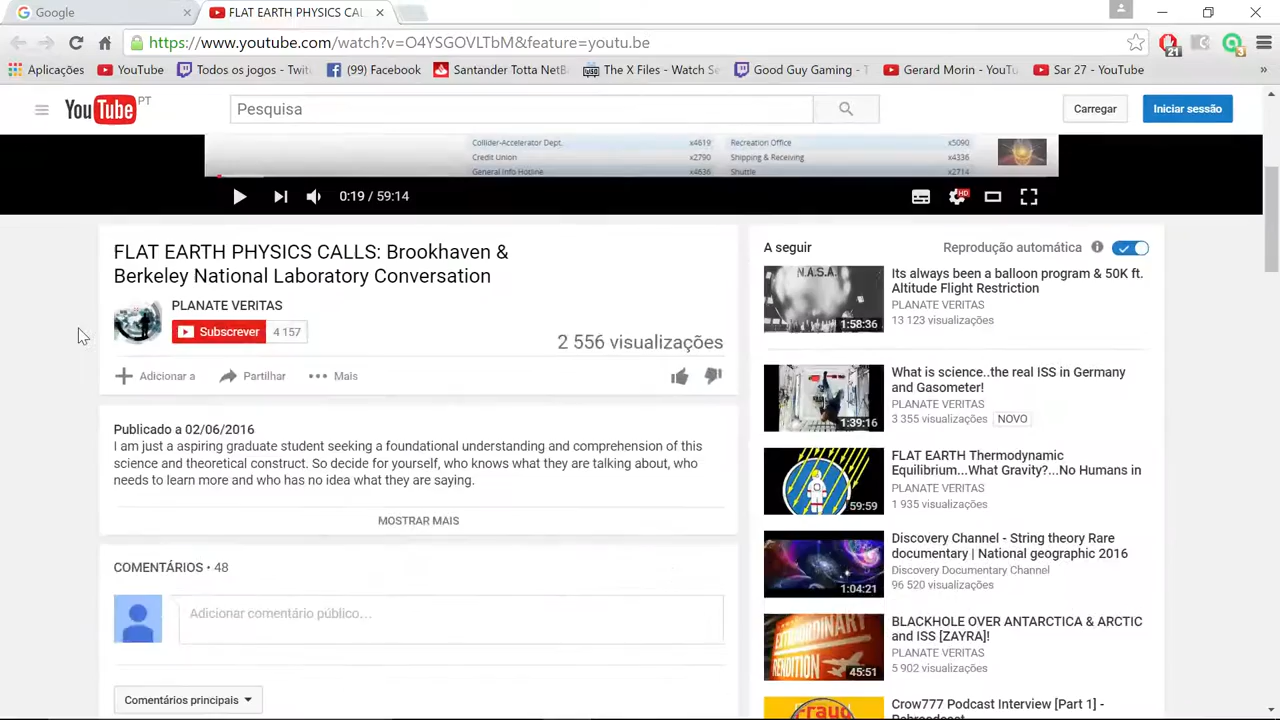 Google
FLAT EARTH PHYSICS CAL
https://www.youtube.com/watch?v=O4YSGOVLTbM&feature=youtu.be
21
3
Aplicações
YouTube
Todos os jogos - Twit
(99) Facebook
Santander Totta NetB
The X Files - Watch Se
Good Guy Gaming - T
Gerard Morin - YouTu
Sar 27 - YouTube
»
YouTube PT
Pesquisa
Carregar
Iniciar sessão
Collider-Accelerator Dept. x4619 Recreation Office x5090
Credit Union x2790 Shipping & Receiving x4336
General Info Hotline x4636 Shuttle x2714
0:19 / 59:14
HD
FLAT EARTH PHYSICS CALLS: Brookhaven &
Berkeley National Laboratory Conversation
PLANATE VERITAS
Subscrever 4 157
2 556 visualizações
Adicionar a Partilhar Mais
Publicado a 02/06/2016
I am just a aspiring graduate student seeking a foundational understanding and comprehension of this
science and theoretical construct. So decide for yourself, who knows what they are talking about, who
needs to learn more and who has no idea what they are saying.
MOSTRAR MAIS
COMENTÁRIOS • 48
Adicionar comentário público...
Comentários principais
A seguir
Reprodução automática
N.A.S.A.
1:58:36
Its always been a balloon program & 50K ft.
Altitude Flight Restriction
PLANATE VERITAS
13 123 visualizações
1:39:16
What is science..the real ISS in Germany
and Gasometer!
PLANATE VERITAS
3 355 visualizações NOVO
59:59
FLAT EARTH Thermodynamic
Equilibrium...What Gravity?...No Humans in
PLANATE VERITAS
1 935 visualizações
1:04:21
Discovery Channel - String theory Rare
documentary | National geographic 2016
Discovery Documentary Channel
96 520 visualizações
EXTRAORDINARY
RENDITION
45:51
BLACKHOLE OVER ANTARCTICA & ARCTIC
and ISS [ZAYRA]!
PLANATE VERITAS
5 902 visualizações
Fraud
Crow777 Podcast Interview [Part 1] -